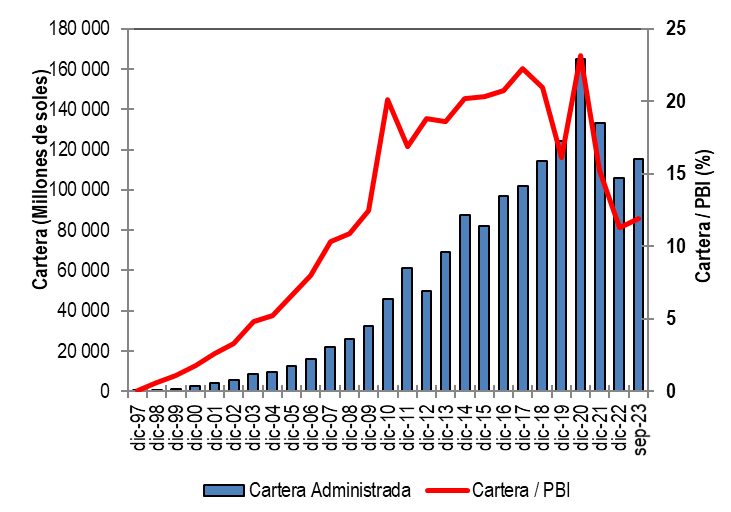 180 000
160 000
140 000
120 000
100 000
80 000
60 000
40 000
20 000
0
Cartera (Millones de soles)
25
20
15
10
5
0
Cartera / PBI (%)
dic-97
dic-98
dic-99
dic-00
dic-01
dic-02
dic-03
dic-04
dic-05
dic-06
dic-07
dic-08
dic-09
dic-10
dic-11
dic-12
dic-13
dic-14
dic-15
dic-16
dic-17
dic-18
dic-19
dic-20
dic-21
dic-22
sep-23
Cartera Administrada
Cartera / PBI